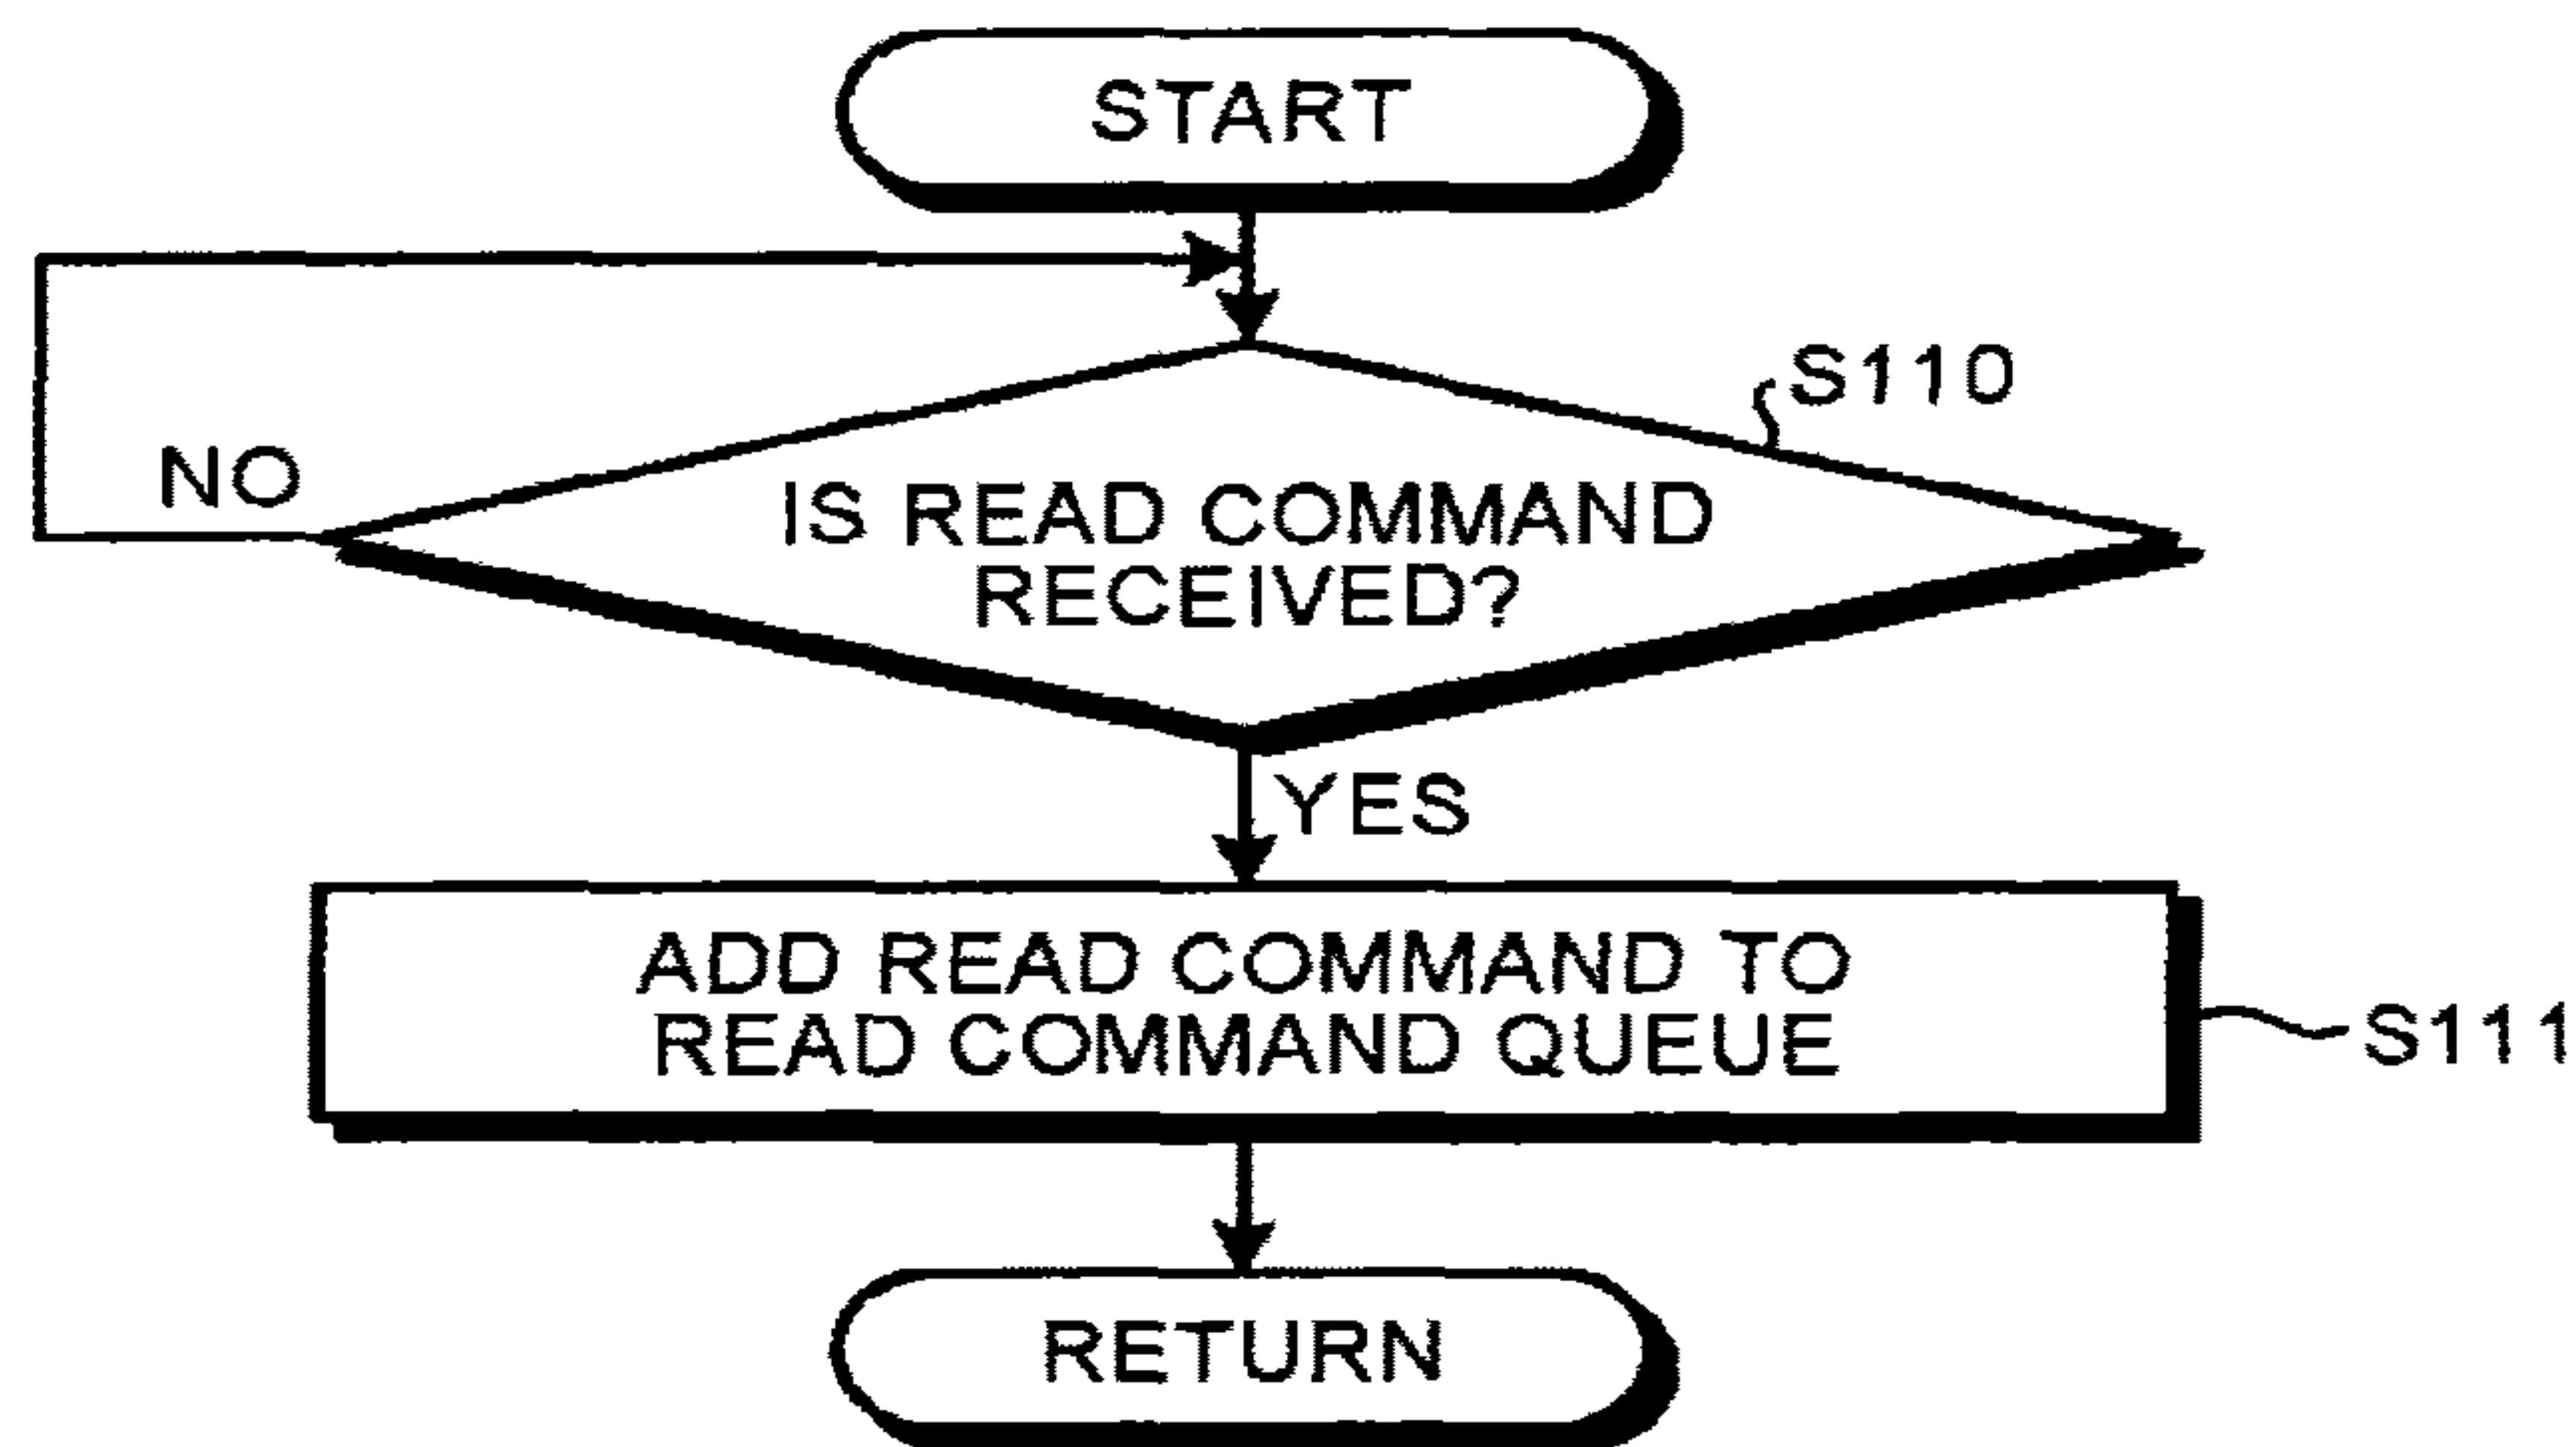 START
S110
NO
IS READ COMMAND
RECEIVED?
YES
ADD READ COMMAND TO
READ COMMAND QUEUE
S111
RETURN